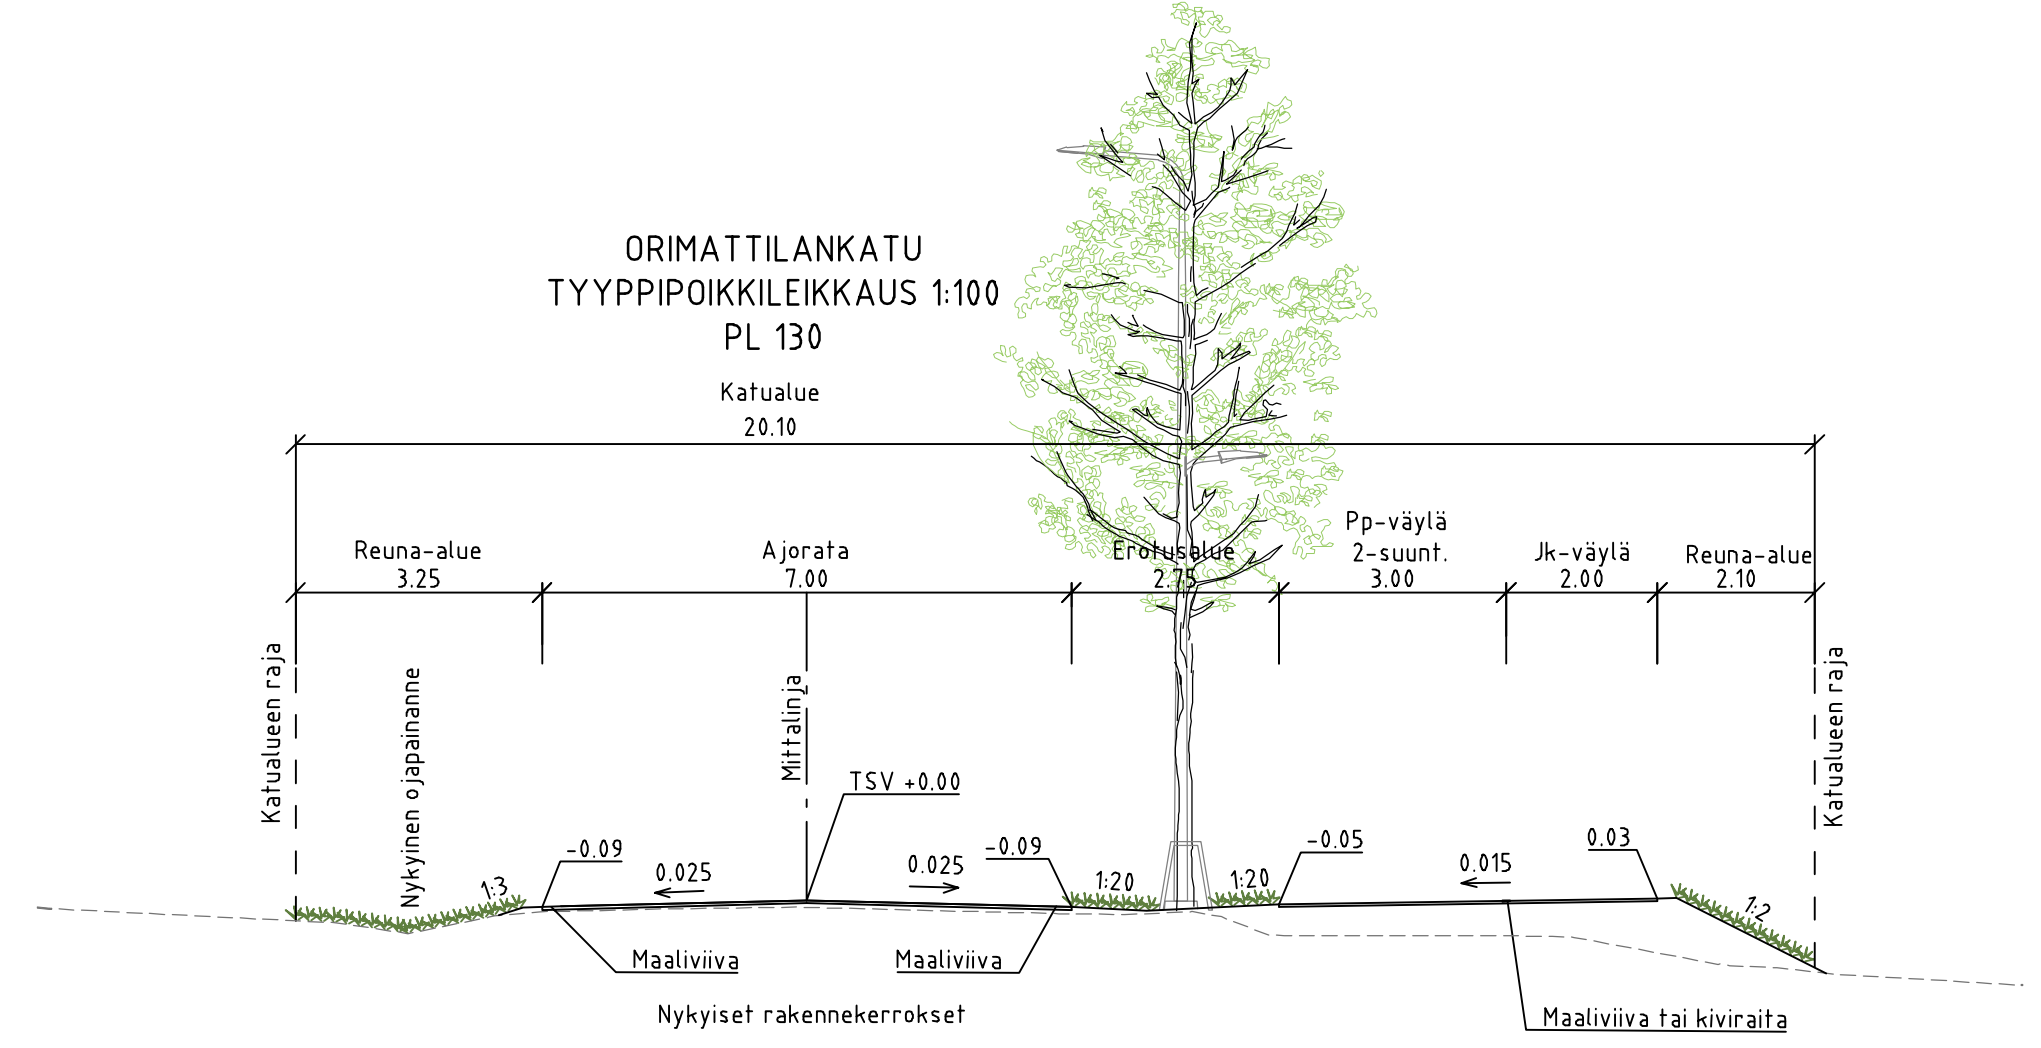 ORIMATTILANKATU
TYYPPIPOIKKILEIKKAUS 1:100
PL 130
Katualue
20.10
Reuna-alue
3.25
Ajorata
7.00
Erotusalue
2.75
Pp-väylä
2-suunt.
3.00
Jk-väylä
2.00
Reuna-alue
2.10
Katualueen raja
Nykyinen ojapainanne
Mittalinja
Katualueen raja
TSV +0.00
-0.09
0.025
0.025
-0.09
-0.05
0.015
0.03
1:3
1:20
1:20
1:2
Maaliviiva
Maaliviiva
Nykyiset rakennekerrokset
Maaliviiva tai kiviraita